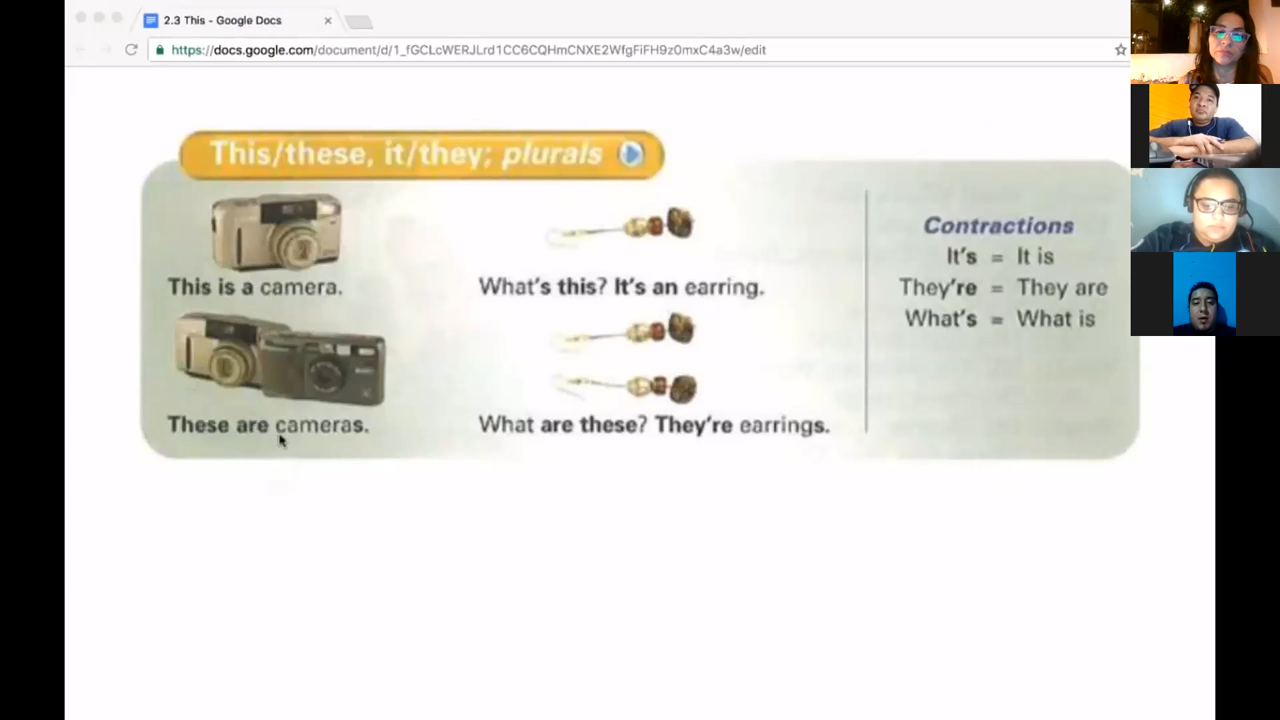 2.3 This - Google Docs
https://docs.google.com/document/d/1_fGCLcWERJLrd1CC6CQHmCNXE2WfgFiFH9z0mxC4a3w/edit
This/these, it/they; plurals
This is a camera.
What's this? It's an earring.
These are cameras.
What are these? They're earrings.
Contractions
It's = It is
They're = They are
What's = What is